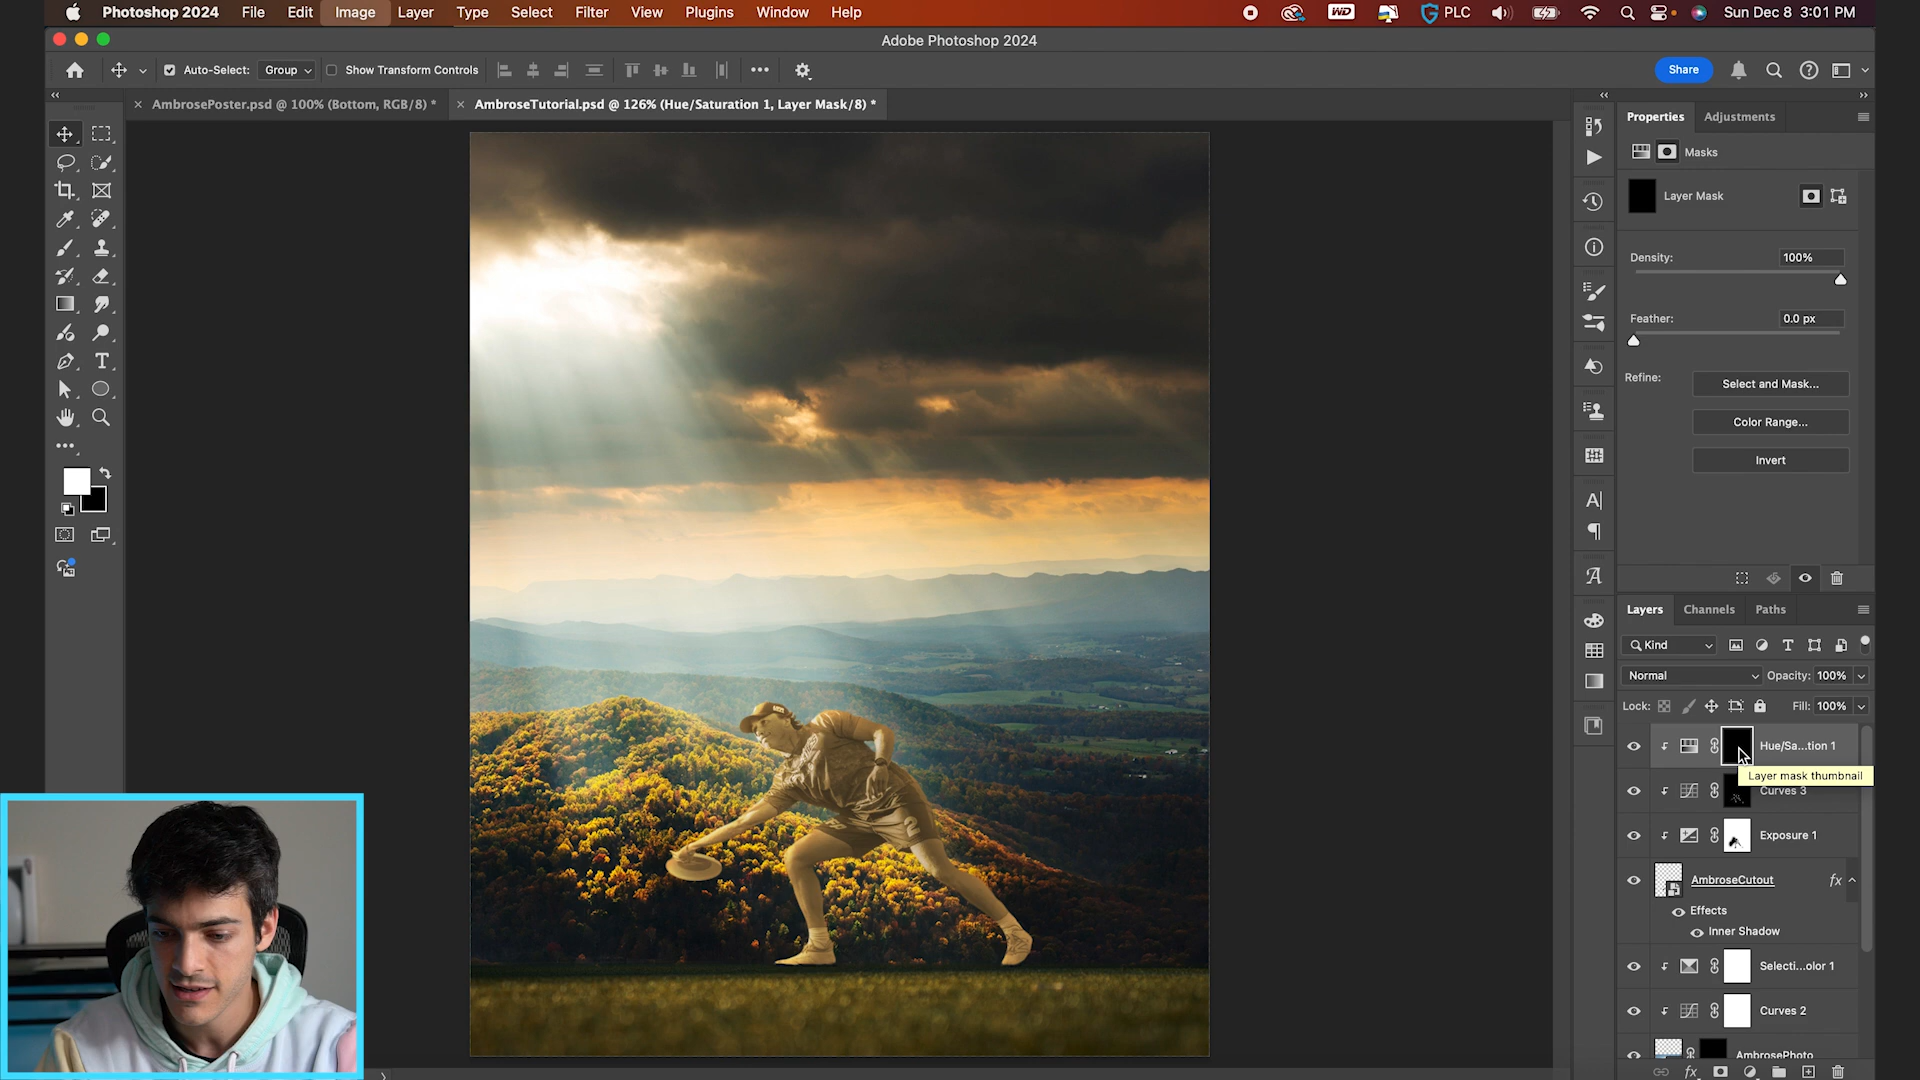 Photoshop 2024 File Edit Image Layer Type Select Filter View Plugins Window Help WD PLC Sun Dec 8 3:01 PM
Adobe Photoshop 2024
Auto-Select: Group Show Transform Controls Share
AmbrosePoster.psd @ 100% (Bottom, RGB/8) * AmbroseTutorial.psd @ 126% (Hue/Saturation 1, Layer Mask/8) *
Properties Adjustments
Masks
Layer Mask
Density: 100%
Feather: 0.0 px
Refine: Select and Mask...
Color Range...
Invert
Layers Channels Paths
Kind
Normal Opacity: 100%
Lock: Fill: 100%
Hue/Sa...tion 1
Layer mask thumbnail
Curves 3
Exposure 1
AmbroseCutout fx
Effects
Inner Shadow
Selecti...olor 1
Curves 2
AmbrosePhoto
fx
2